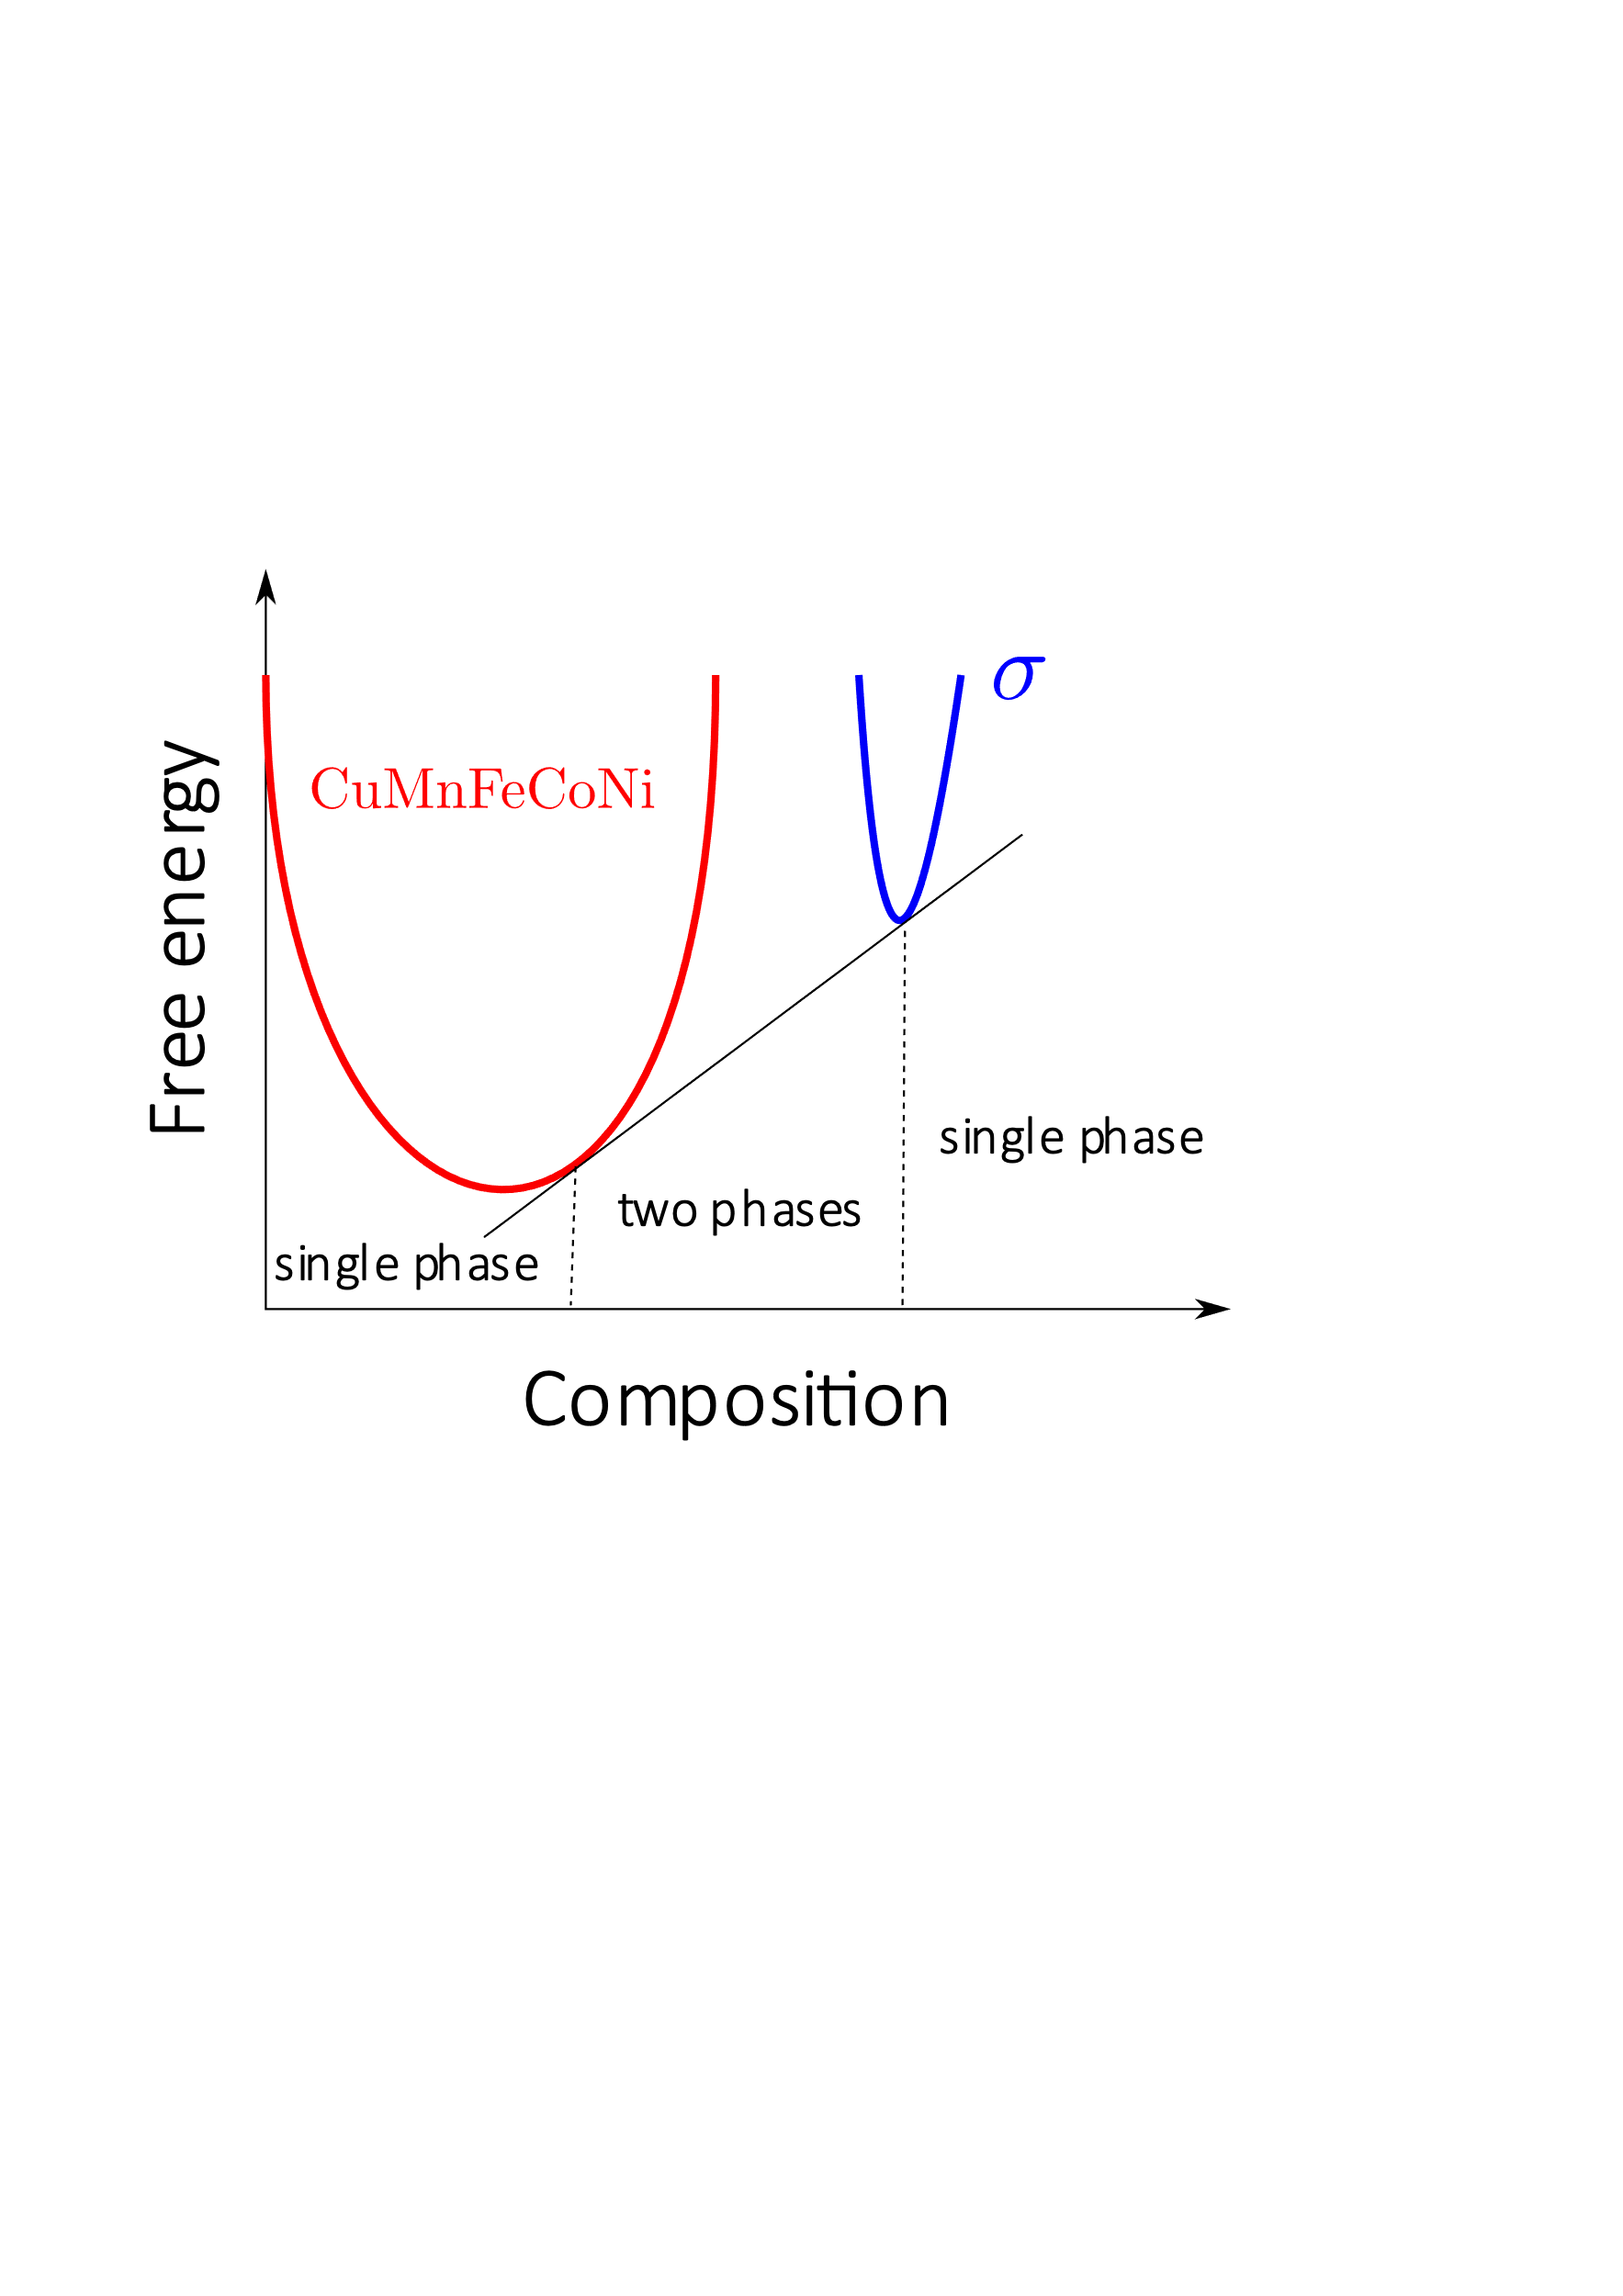 σ
CuMnFeCoNi
Free energy
single phase
two phases
single phase
Composition